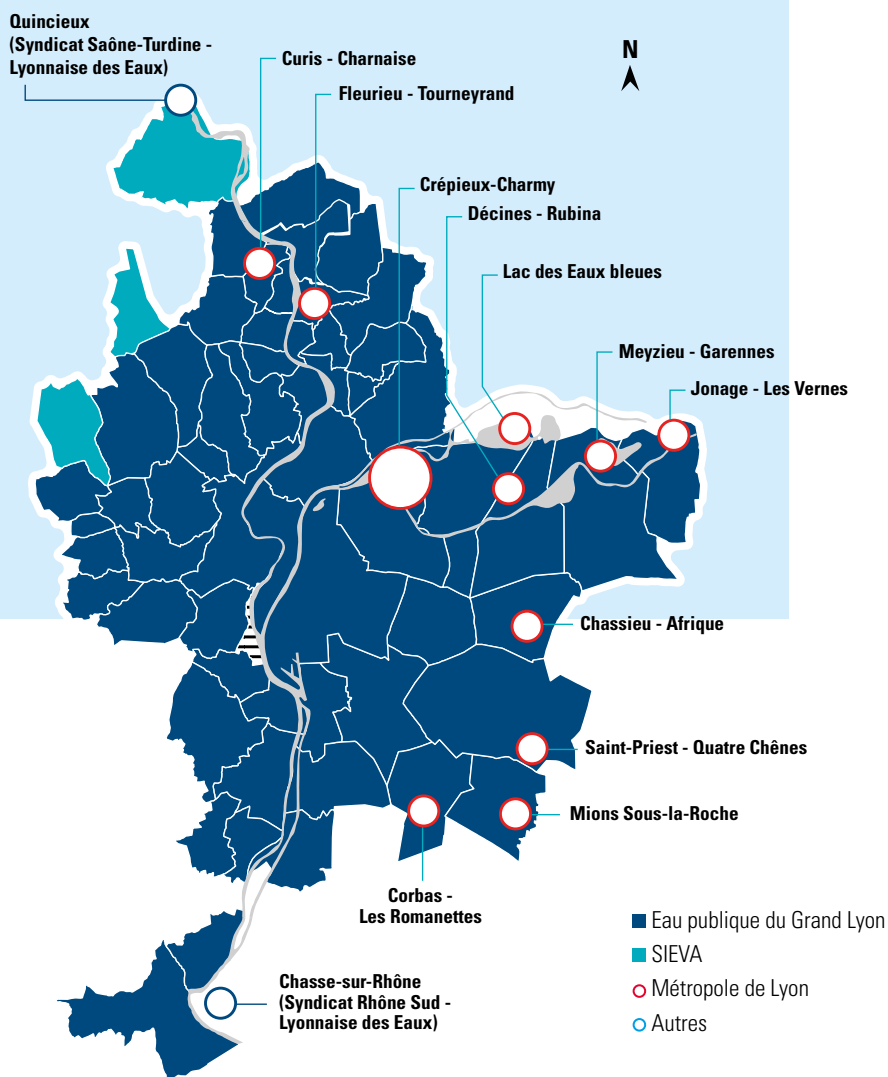 Quincieux
(Syndicat Saône-Turdine -
Lyonnaise des Eaux)
Curis - Charnaise
Fleurieu - Tourneyrand
N
Crépieux-Charmy
Décines - Rubina
Lac des Eaux bleues
Meyzieu - Garennes
Jonage - Les Vernes
Chassieu - Afrique
Saint-Priest - Quatre Chênes
Mions Sous-la-Roche
Corbas -
Les Romanettes
Chasse-sur-Rhône
(Syndicat Rhône Sud -
Lyonnaise des Eaux)
Eau publique du Grand Lyon
SIEVA
Métropole de Lyon
Autres